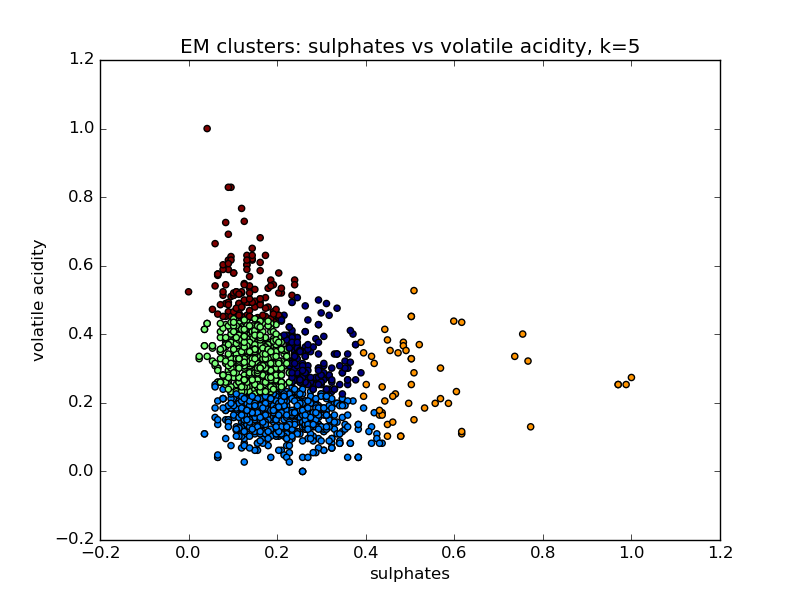 EM clusters: sulphates vs volatile acidity, k=5
1.2
1.0
0.8
0.6
0.4
0.2
0.0
−0.2
volatile acidity
−0.2 0.0 0.2 0.4 0.6 0.8 1.0 1.2
sulphates